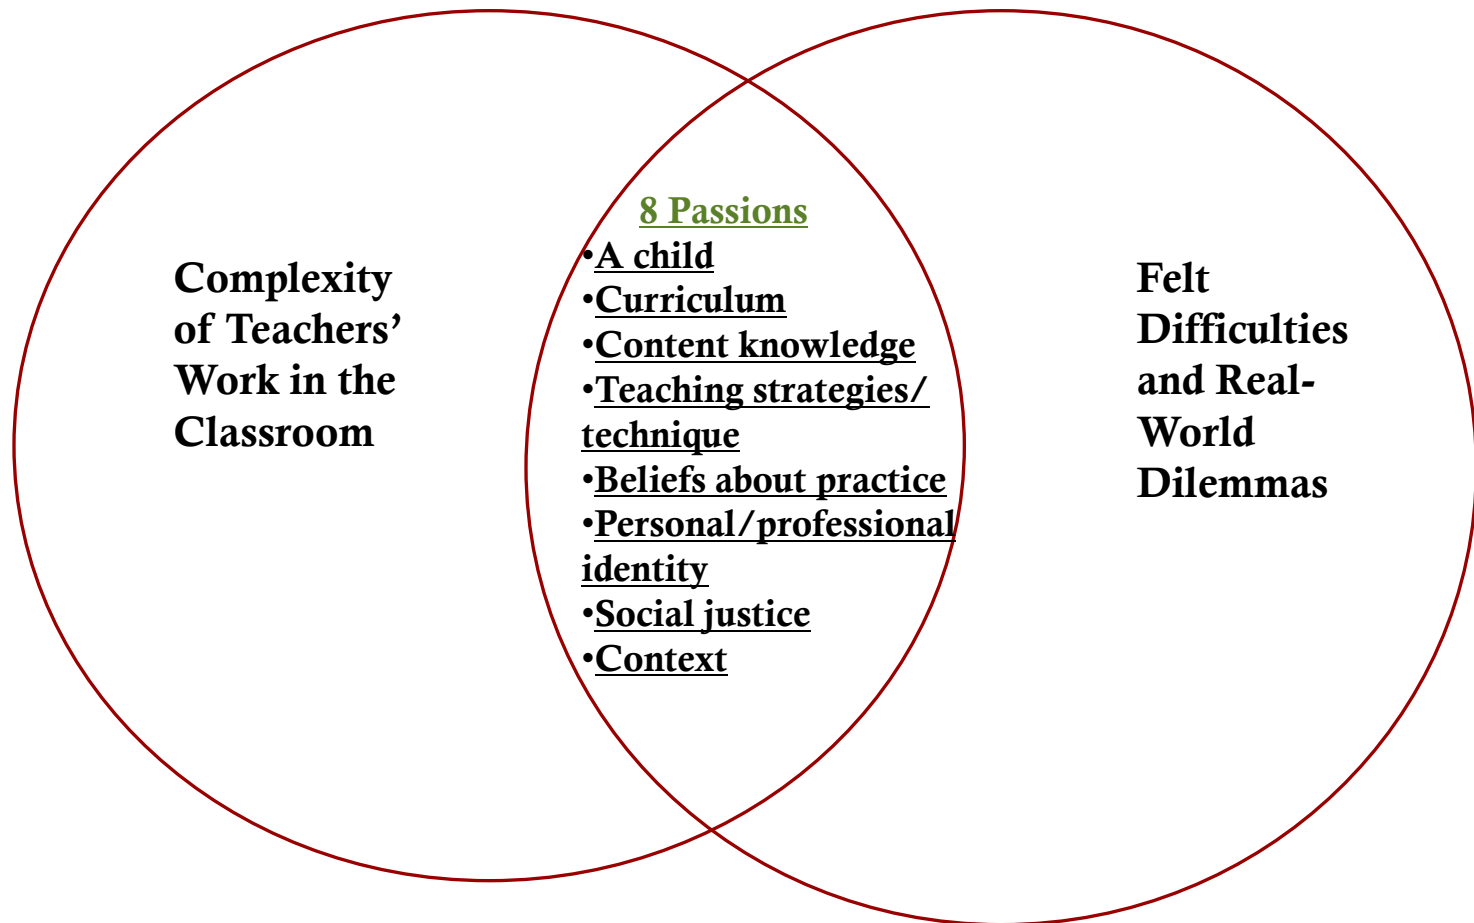 Complexity
of Teachers’
Work in the
Classroom
8 Passions
•A child
•Curriculum
•Content knowledge
•Teaching strategies/
technique
•Beliefs about practice
•Personal/professional
identity
•Social justice
•Context
Felt
Difficulties
and Real-
World
Dilemmas